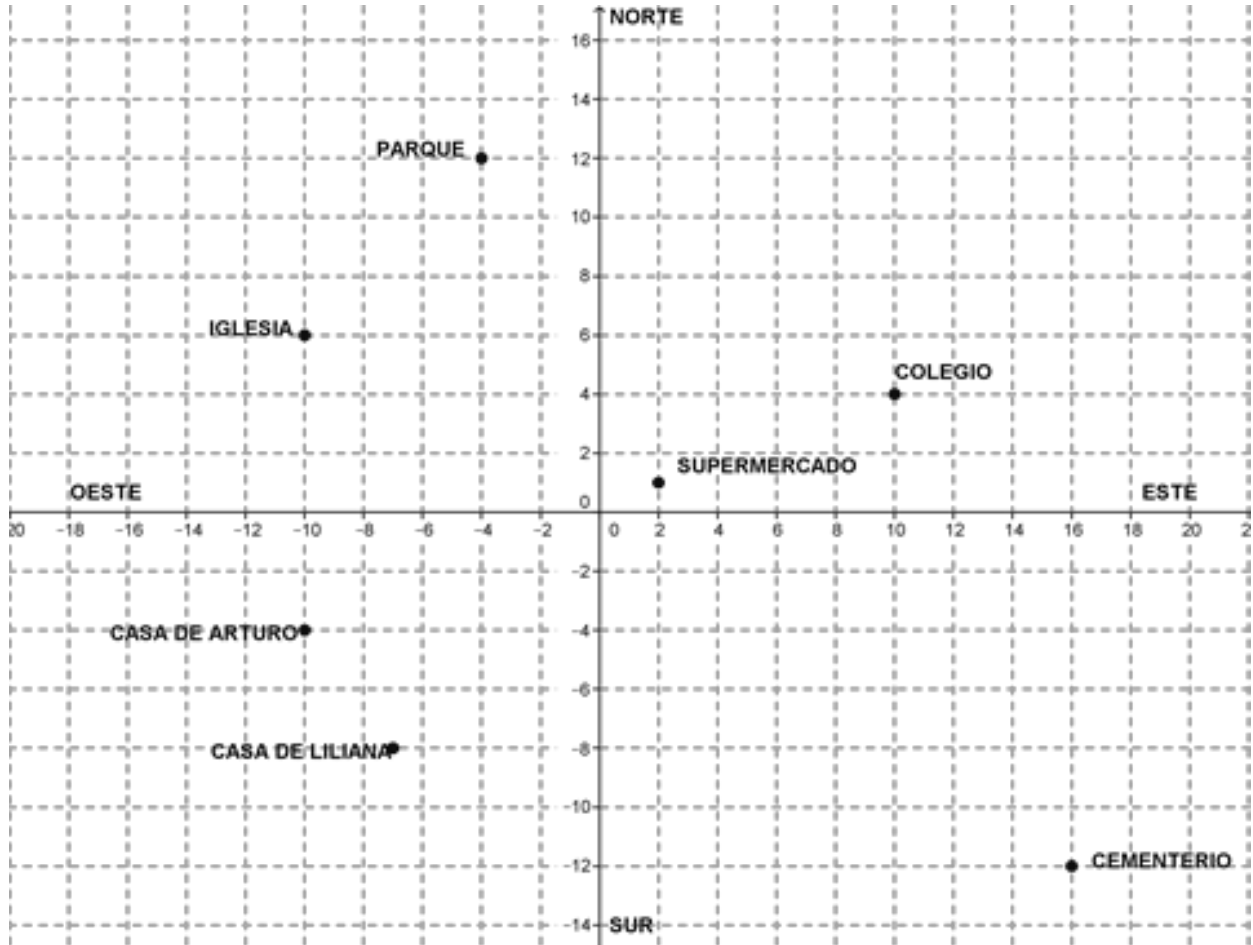 NORTE
16
14
PARQUE
12
10
8
IGLESIA
6
COLEGIO
4
2
SUPERMERCADO
OESTE
0
ESTE
20 −18 −16 −14 −12 −10 −8 −6 −4 −2 0 2 4 6 8 10 12 14 16 18 20 2
−2
CASA DE ARTURO
−4
−6
CASA DE LILIANA
−8
−10
CEMENTERIO
−12
−14
SUR